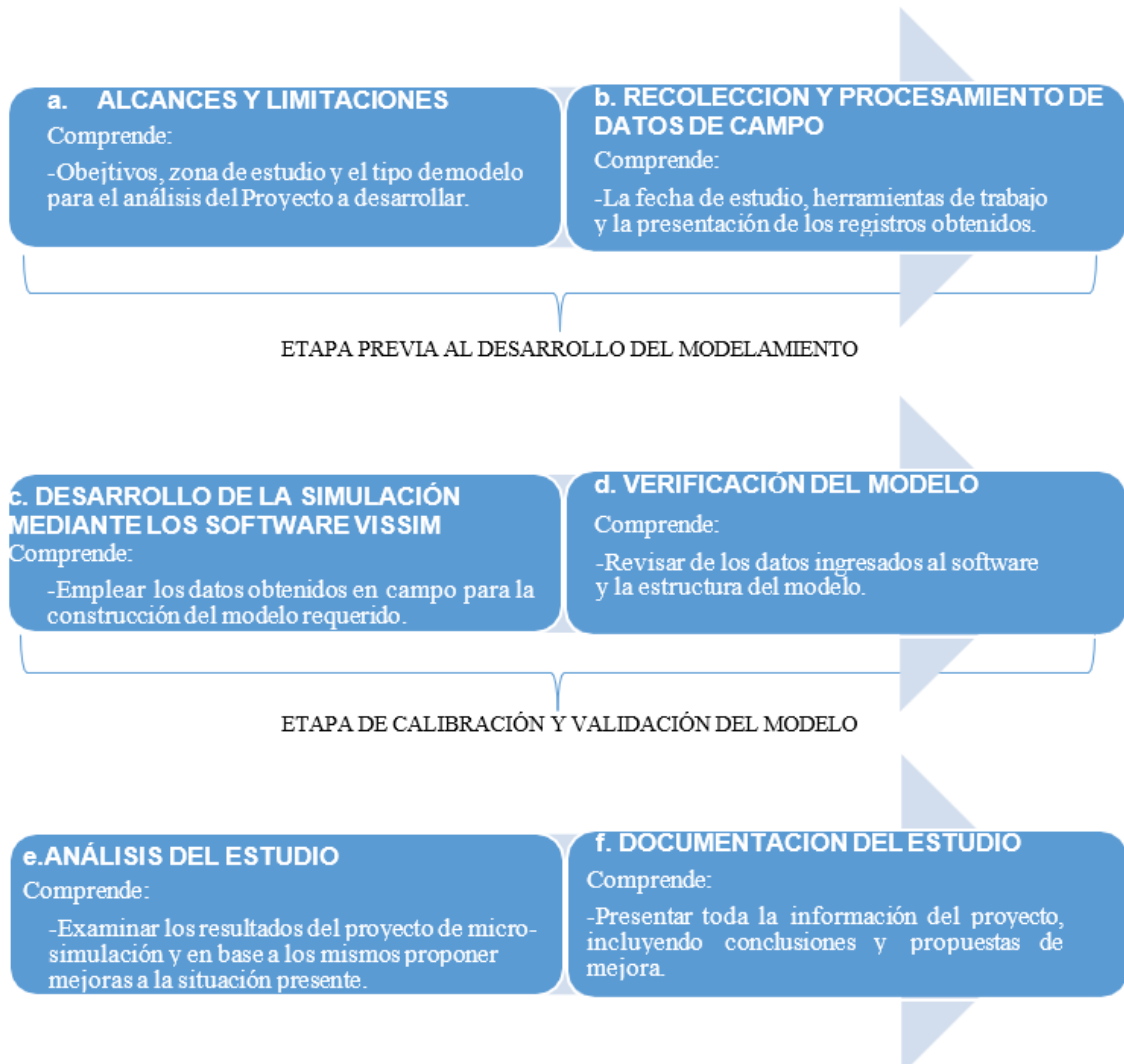 a. ALCANCES Y LIMITACIONES
Comprende:
-Obejtivos, zona de estudio y el tipo de modelo
para el análisis del Proyecto a desarrollar.
b. RECOLECCION Y PROCESAMIENTO DE
DATOS DE CAMPO
Comprende:
-La fecha de estudio, herramientas de trabajo
y la presentación de los registros obtenidos.
ETAPA PREVIA AL DESARROLLO DEL MODELAMIENTO
c. DESARROLLO DE LA SIMULACIÓN
MEDIANTE LOS SOFTWARE VISSIM
Comprende:
-Emplear los datos obtenidos en campo para la
construcción del modelo requerido.
d. VERIFICACIÓN DEL MODELO
Comprende:
-Revisar de los datos ingresados al software
y la estructura del modelo.
ETAPA DE CALIBRACIÓN Y VALIDACIÓN DEL MODELO
e.ANÁLISIS DEL ESTUDIO
Comprende:
-Examinar los resultados del proyecto de micro-
simulación y en base a los mismos proponer
mejoras a la situación presente.
f. DOCUMENTACION DEL ESTUDIO
Comprende:
-Presentar toda la información del proyecto,
incluyendo conclusiones y propuestas de
mejora.